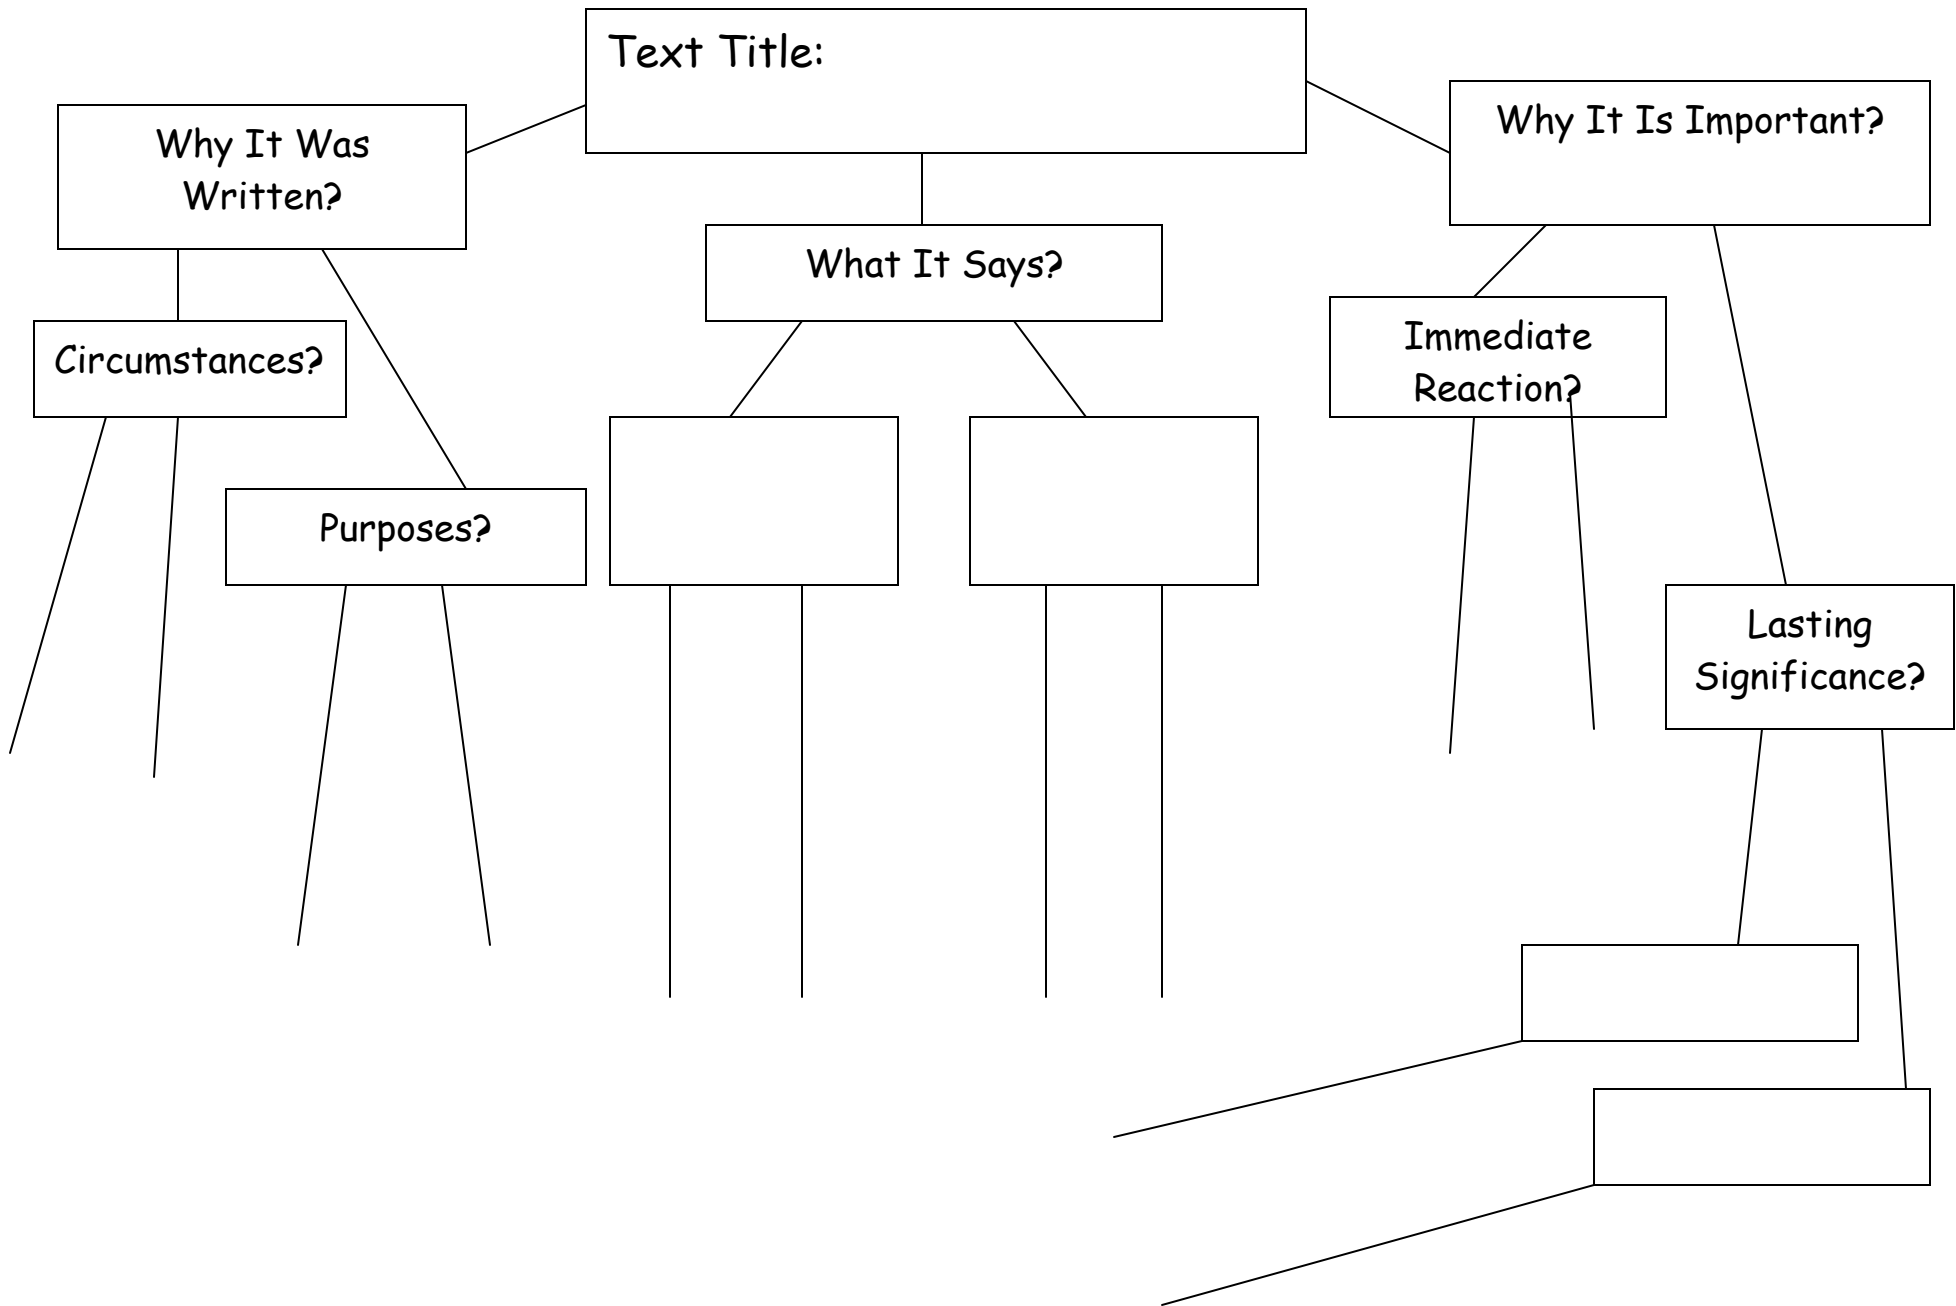 Text Title:
Why It Was
Written?
Why It Is Important?
What It Says?
Circumstances?
Immediate
Reaction?
Purposes?
Lasting
Significance?